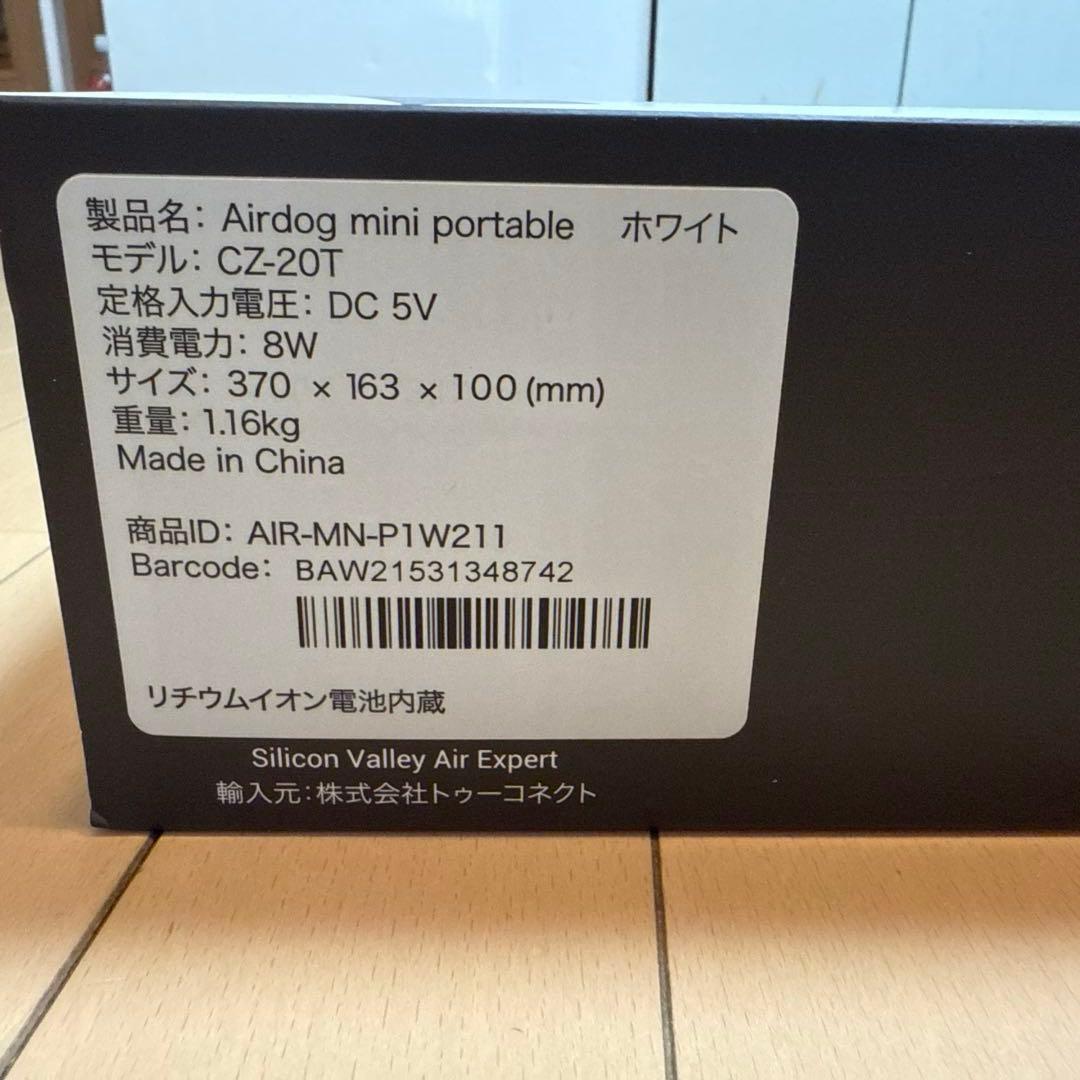 製品名: Airdog mini portable ホワイト
モデル: CZ-20T
定格入力電圧: DC 5V
消費電力: 8W
サイズ: 370 × 163 × 100 (mm)
重量: 1.16kg
Made in China
商品ID: AIR-MN-P1W211
Barcode: BAW21531348742
リチウムイオン電池内蔵
Silicon Valley Air Expert
輸入元:株式会社トゥーコネクト